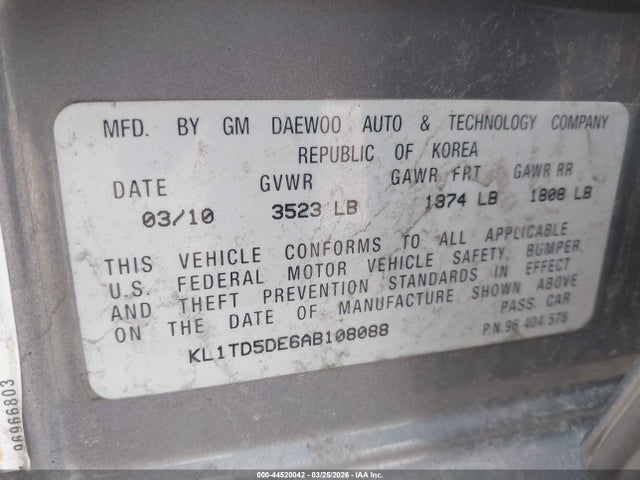 MFD. BY GM DAEWOO AUTO & TECHNOLOGY COMPANY
REPUBLIC OF KOREA
DATE GVWR GAWR FRT GAWR RR
03/10 3523 LB 1874 LB 1808 LB
THIS VEHICLE CONFORMS TO ALL APPLICABLE
U.S. FEDERAL MOTOR VEHICLE SAFETY, BUMPER,
AND THEFT PREVENTION STANDARDS IN EFFECT
ON THE DATE OF MANUFACTURE SHOWN ABOVE
PASS. CAR
KL1TD5DE6AB108088
P.N.96 404 578
96966803
000-44520042 / 03/25/2026 - IAA Inc.